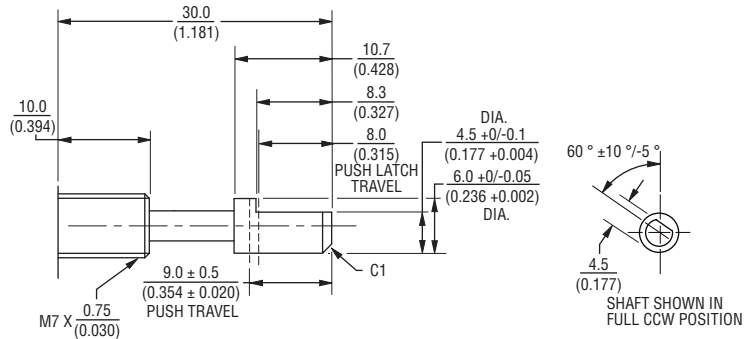 30.0
(1.181)
10.7
(0.428)
8.3
(0.327)
10.0
(0.394)
8.0
(0.315)
PUSH LATCH
TRAVEL
DIA.
4.5 +0/-0.1
(0.177 +0.004)
6.0 +0/-0.05
(0.236 +0.002)
DIA.
60 ° ±10 °/-5 °
9.0 ± 0.5
(0.354 ± 0.020)
PUSH TRAVEL
C1
M7 X 0.75
(0.030)
4.5
(0.177)
SHAFT SHOWN IN
FULL CCW POSITION